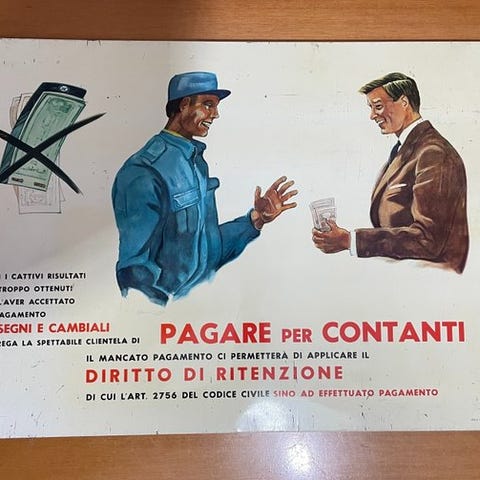 I CATTIVI RISULTATI
TROPPO OTTENUTI
AVER ACCETTATO
PAGAMENTO
SEGNI E CAMBIALI
REGA LA SPETTABILE CLIENTELA DI PAGARE PER CONTANTI
IL MANCATO PAGAMENTO CI PERMETTERÀ DI APPLICARE IL
DIRITTO DI RITENZIONE
DI CUI L'ART. 2756 DEL CODICE CIVILE SINO AD EFFETTUATO PAGAMENTO